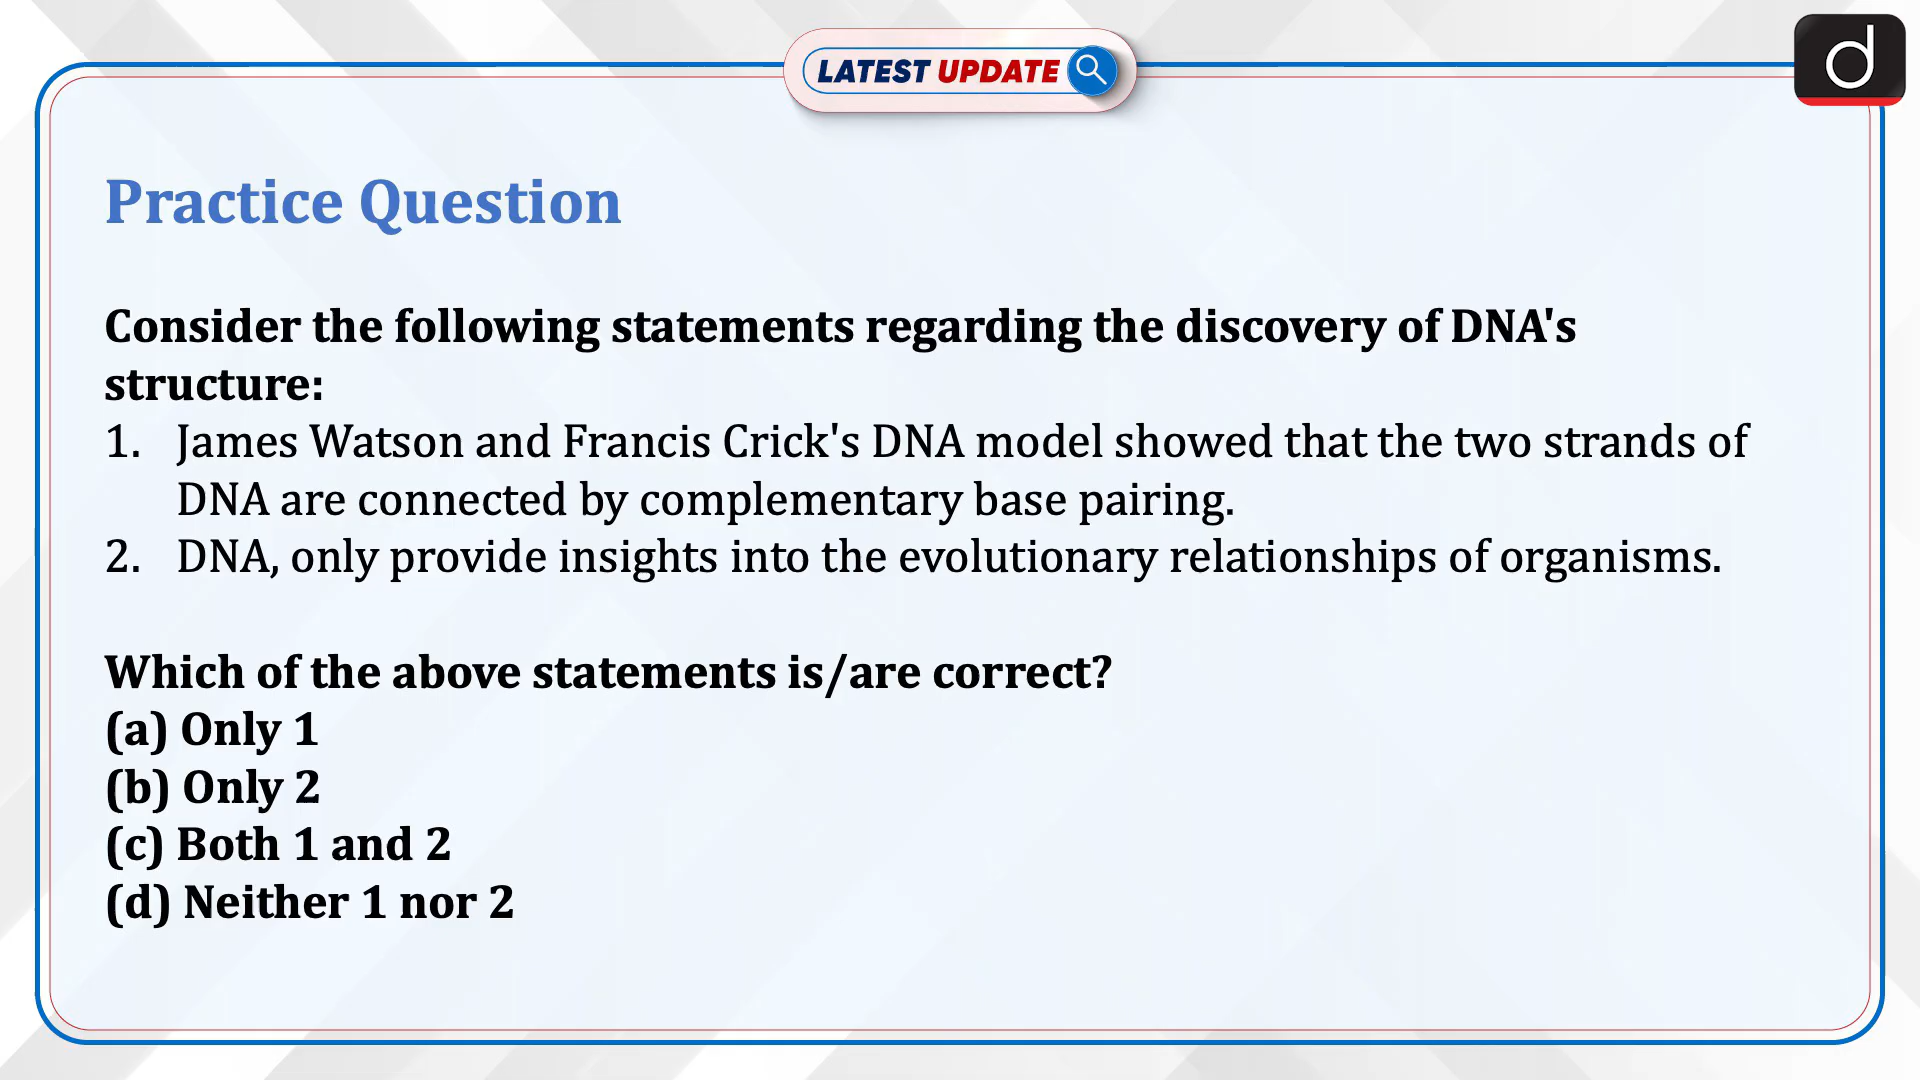 LATEST UPDATE
d
Practice Question
Consider the following statements regarding the discovery of DNA's
structure:
1. James Watson and Francis Crick's DNA model showed that the two strands of
DNA are connected by complementary base pairing.
2. DNA, only provide insights into the evolutionary relationships of organisms.
Which of the above statements is/are correct?
(a) Only 1
(b) Only 2
(c) Both 1 and 2
(d) Neither 1 nor 2